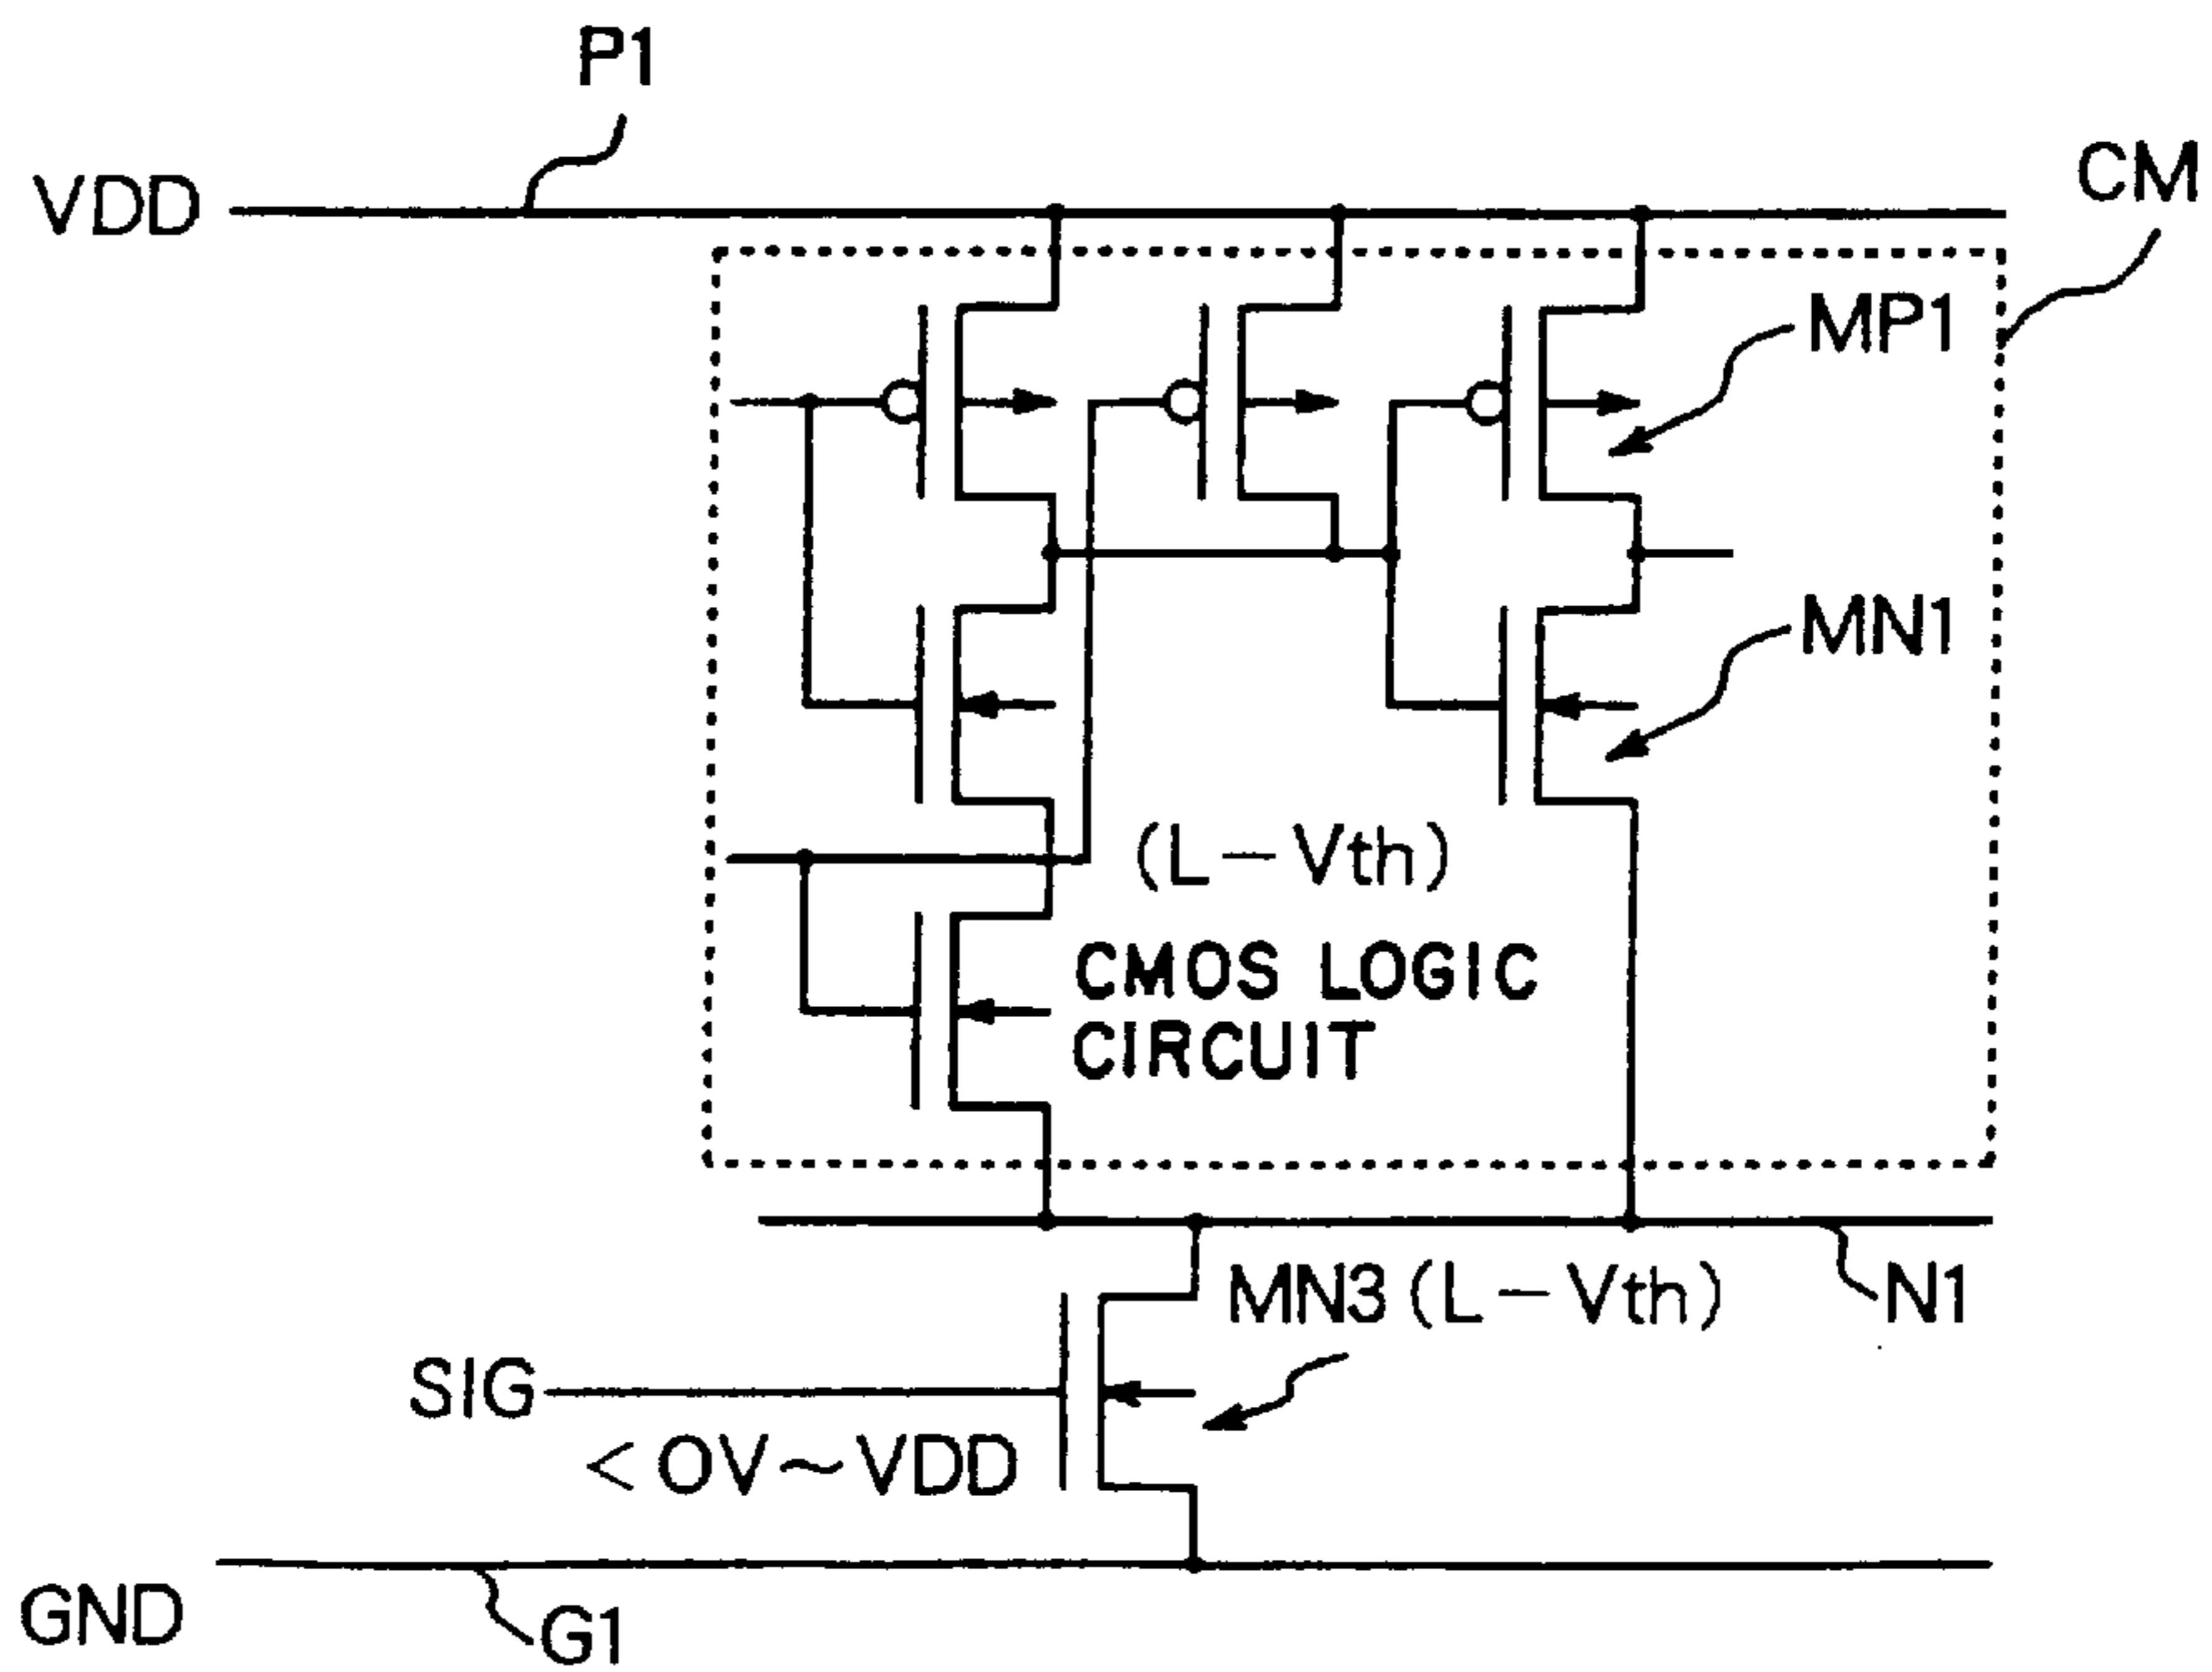 P1
VDD
CM
MP1
MN1
(L-Vth)
CMOS LOGIC
CIRCUIT
MN3(L-Vth)
N1
SIG
<0V~VDD
GND
G1